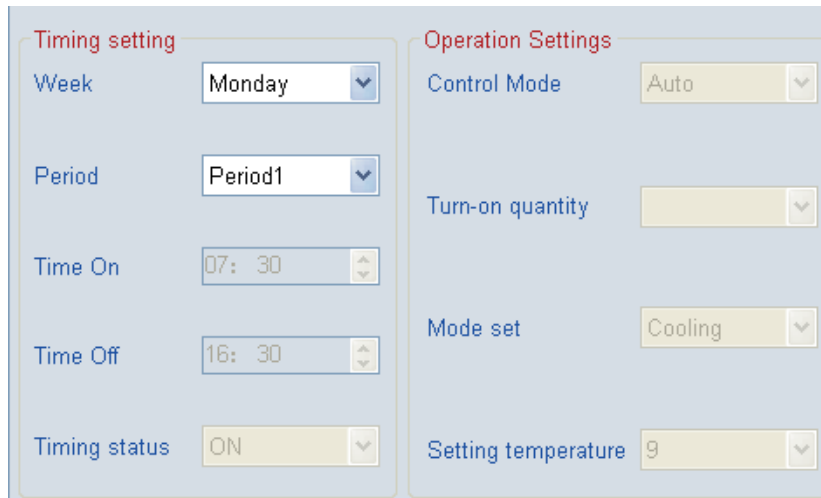 Timing setting
Week Monday
Period Period1
Time On 07: 30
Time Off 16: 30
Timing status ON
Operation Settings
Control Mode Auto
Turn-on quantity
Mode set Cooling
Setting temperature 9